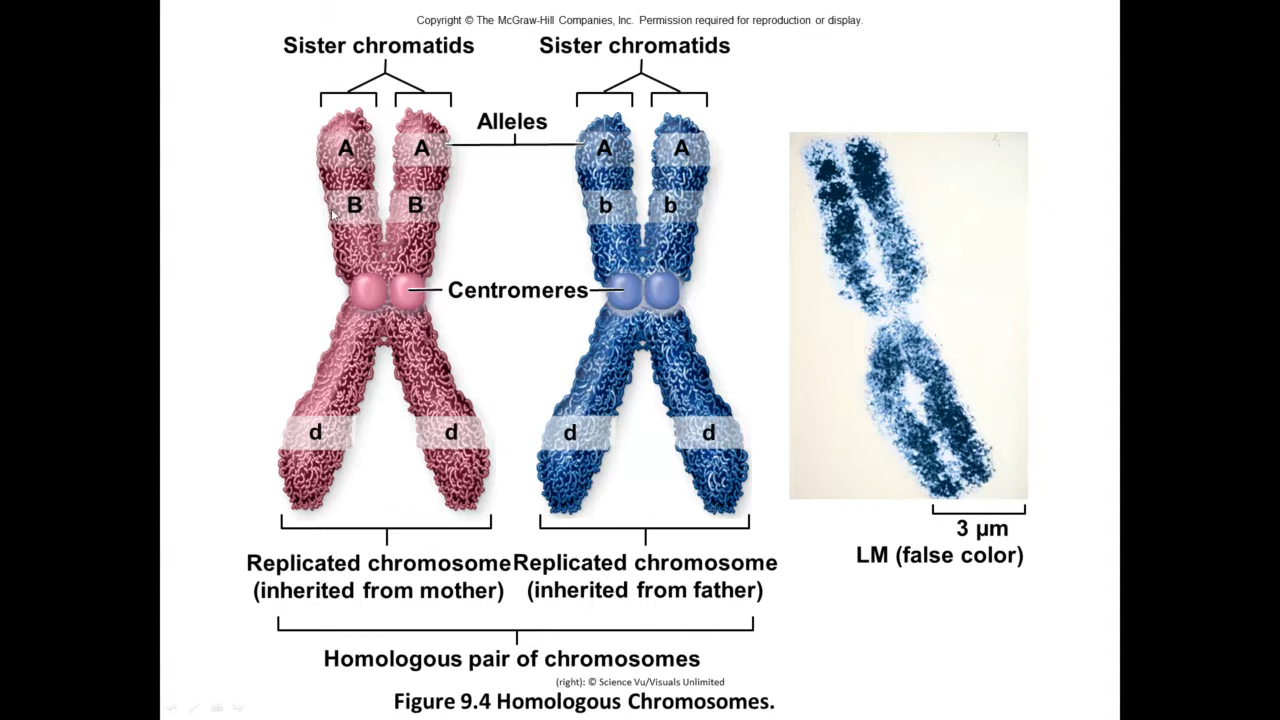 Copyright © The McGraw-Hill Companies, Inc. Permission required for reproduction or display.
Sister chromatids
Sister chromatids
Alleles
A
A
A
A
B
B
b
b
Centromeres
d
d
d
d
3 µm
LM (false color)
Replicated chromosome
(inherited from mother)
Replicated chromosome
(inherited from father)
Homologous pair of chromosomes
(right): © Science Vu/Visuals Unlimited
Figure 9.4 Homologous Chromosomes.